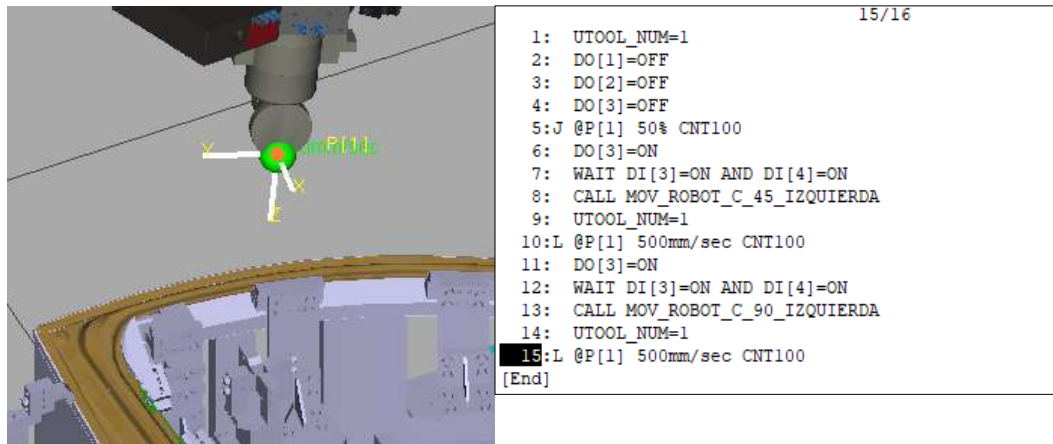 Y
P[1]
X
Z
15/16
1: UTOOL_NUM=1
2: DO[1]=OFF
3: DO[2]=OFF
4: DO[3]=OFF
5:J @P[1] 50% CNT100
6: DO[3]=ON
7: WAIT DI[3]=ON AND DI[4]=ON
8: CALL MOV_ROBOT_C_45_IZQUIERDA
9: UTOOL_NUM=1
10:L @P[1] 500mm/sec CNT100
11: DO[3]=ON
12: WAIT DI[3]=ON AND DI[4]=ON
13: CALL MOV_ROBOT_C_90_IZQUIERDA
14: UTOOL_NUM=1
15:L @P[1] 500mm/sec CNT100
[End]